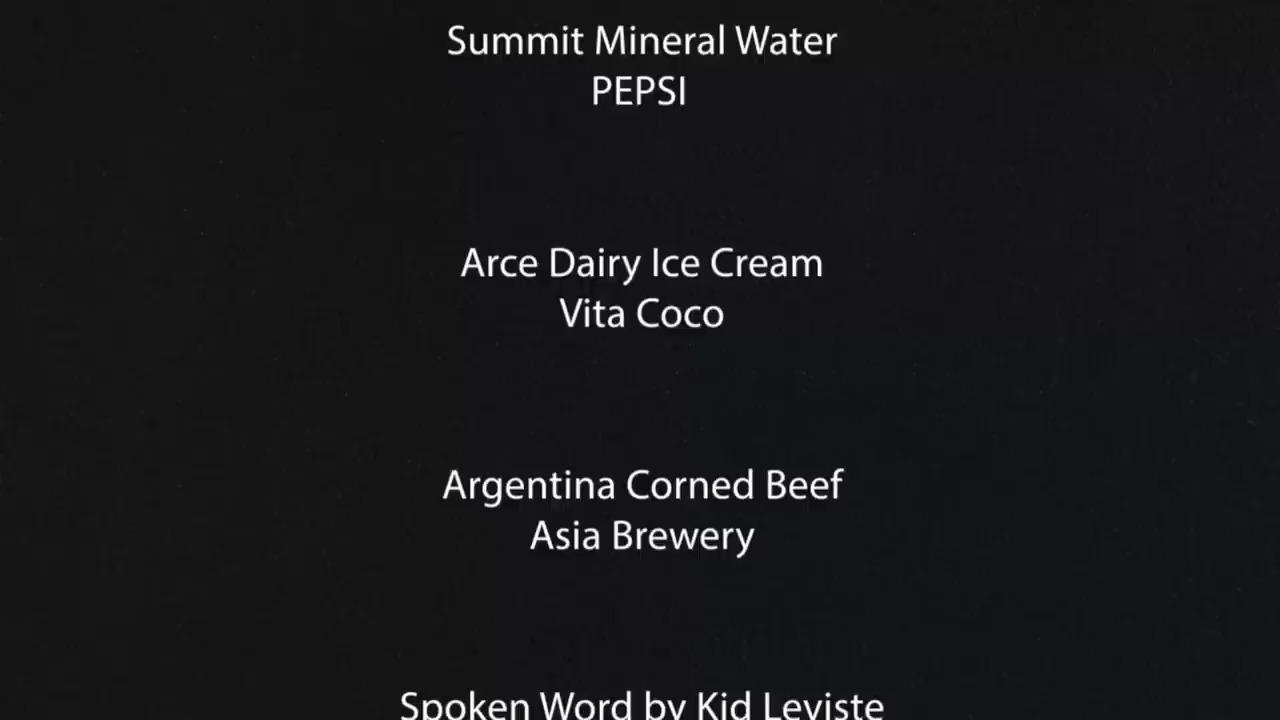 Summit Mineral Water
PEPSI
Arce Dairy Ice Cream
Vita Coco
Argentina Corned Beef
Asia Brewery
Spoken Word by Kid Leviste